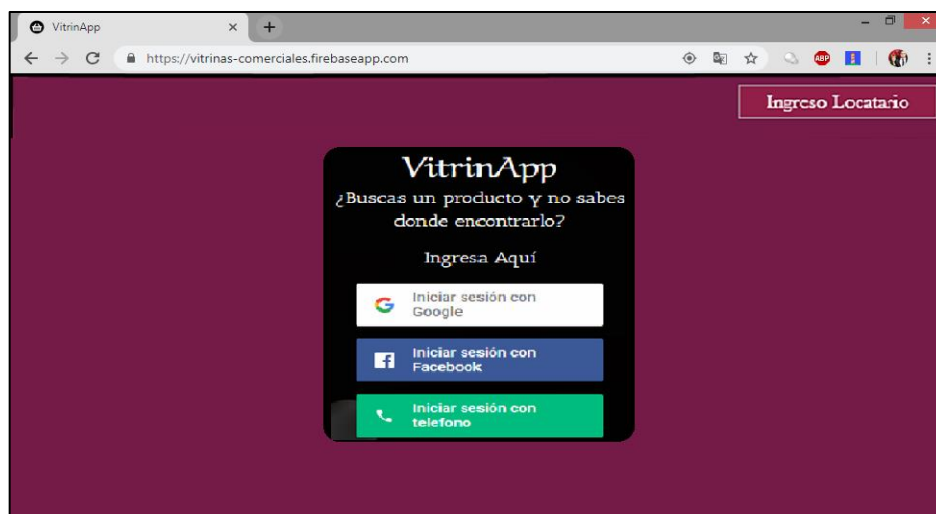 VitrinApp
https://vitrinas-comerciales.firebaseapp.com
ABP
Ingreso Locatario
VitrinApp
¿Buscas un producto y no sabes
donde encontrarlo?
Ingresa Aquí
Iniciar sesión con
Google
Iniciar sesión con
Facebook
Iniciar sesión con
telefono